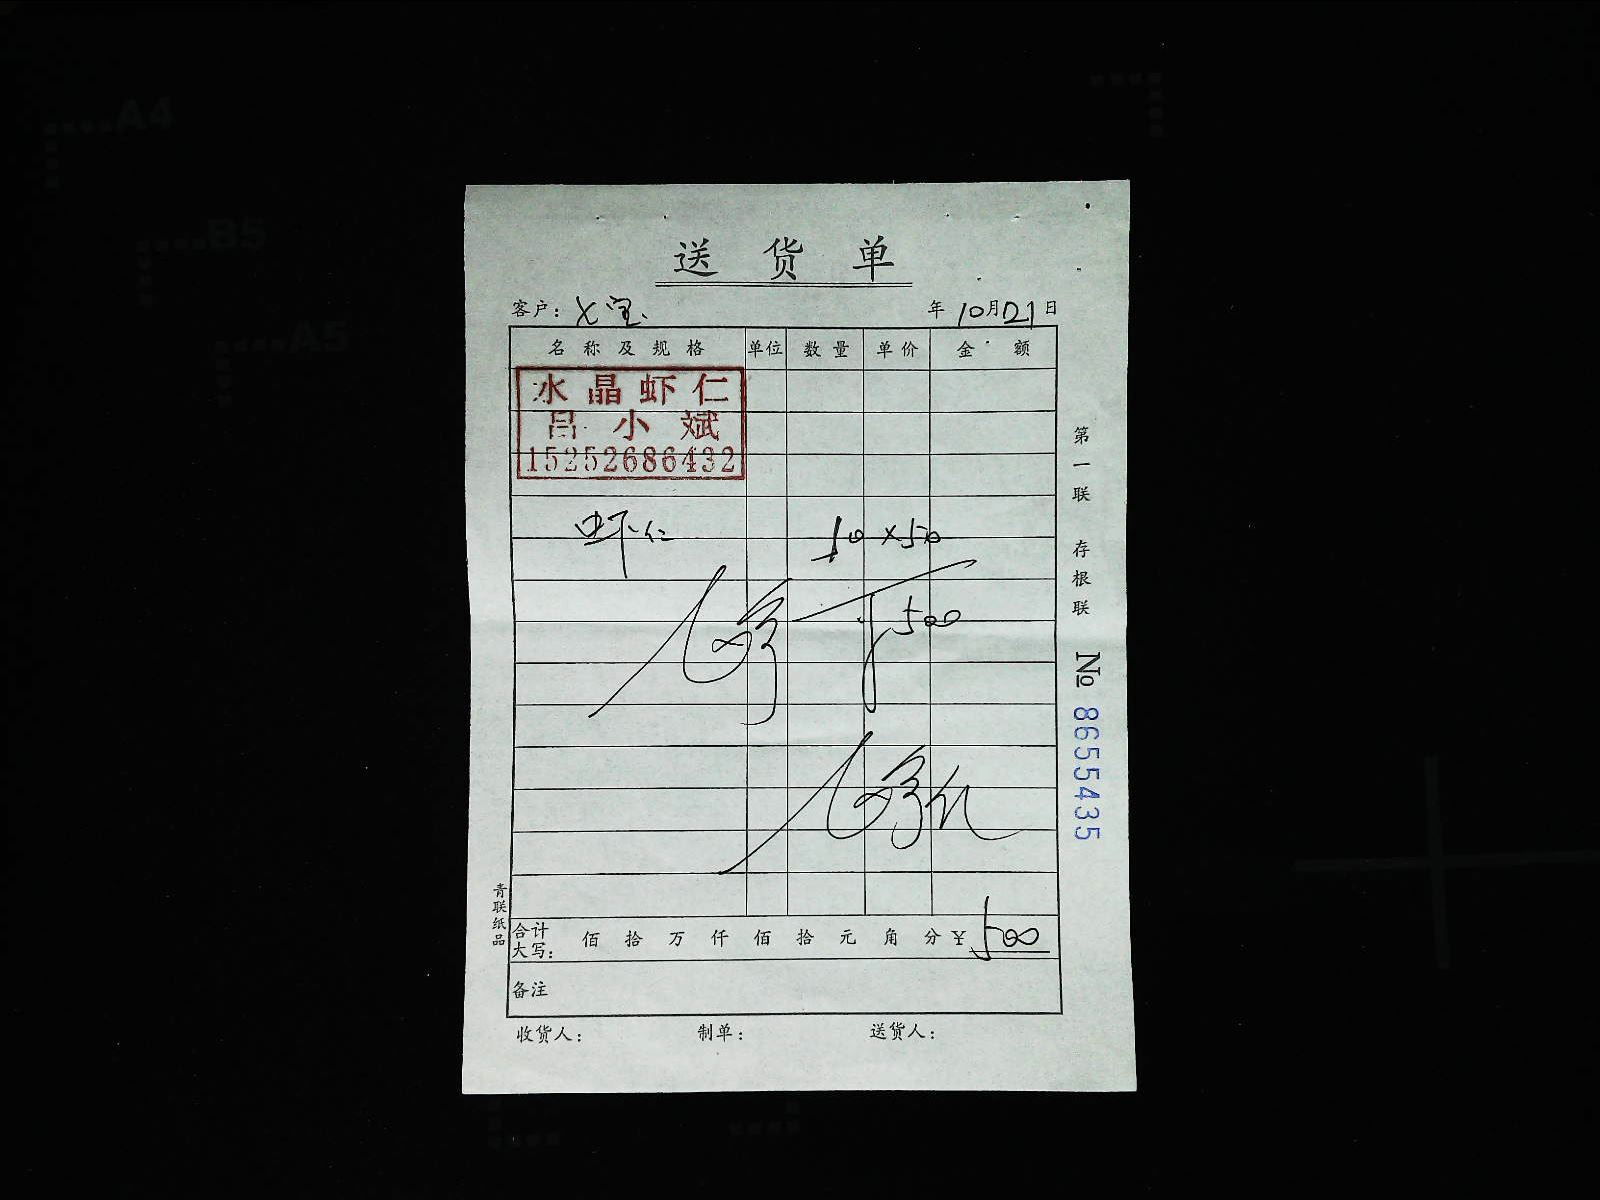 送货单
客户： 年10月21日
名称及规格 单位 数量 单价 金额
水晶虾仁
吕小斌
15252686432
虾仁 10×50
500
合计大写： 佰 拾 万 仟 佰 拾 元 角 分 ¥500
备注
收货人： 制单： 送货人：
第一联 存根联 № 8655435
青联纸品
A4
B5
A5